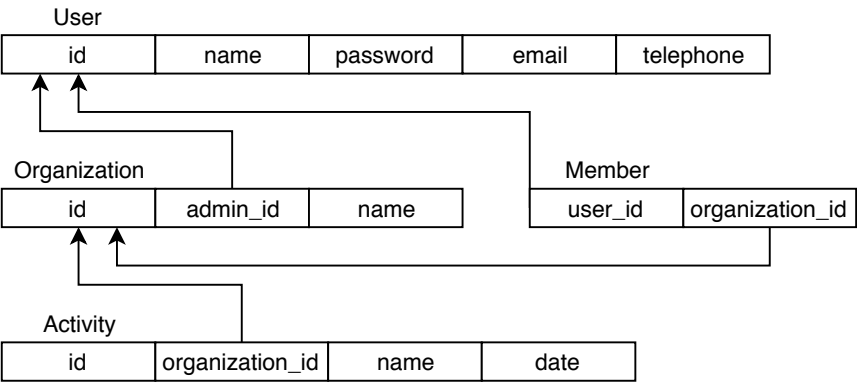 User
id name password email telephone
Organization Member
id admin_id name user_id organization_id
Activity
id organization_id name date